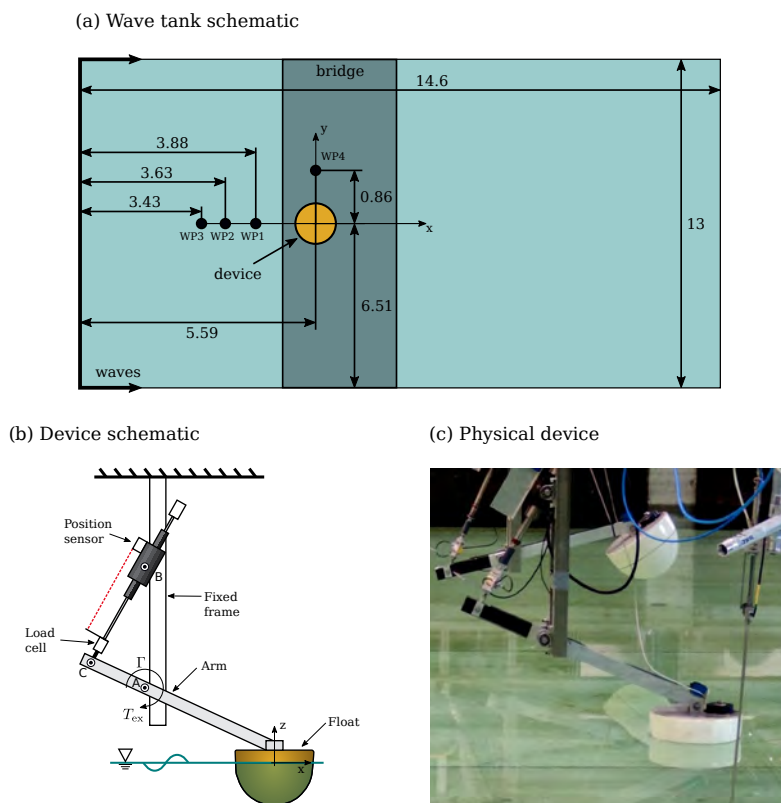 (a) Wave tank schematic
bridge
14.6
3.88
y
WP4
3.63
0.86
3.43
WP3 WP2 WP1
x
13
device
6.51
5.59
waves
(b) Device schematic
(c) Physical device
Position
sensor
B
Fixed
frame
Load
cell
C
Γ
Arm
A
T_ex
z
Float
x